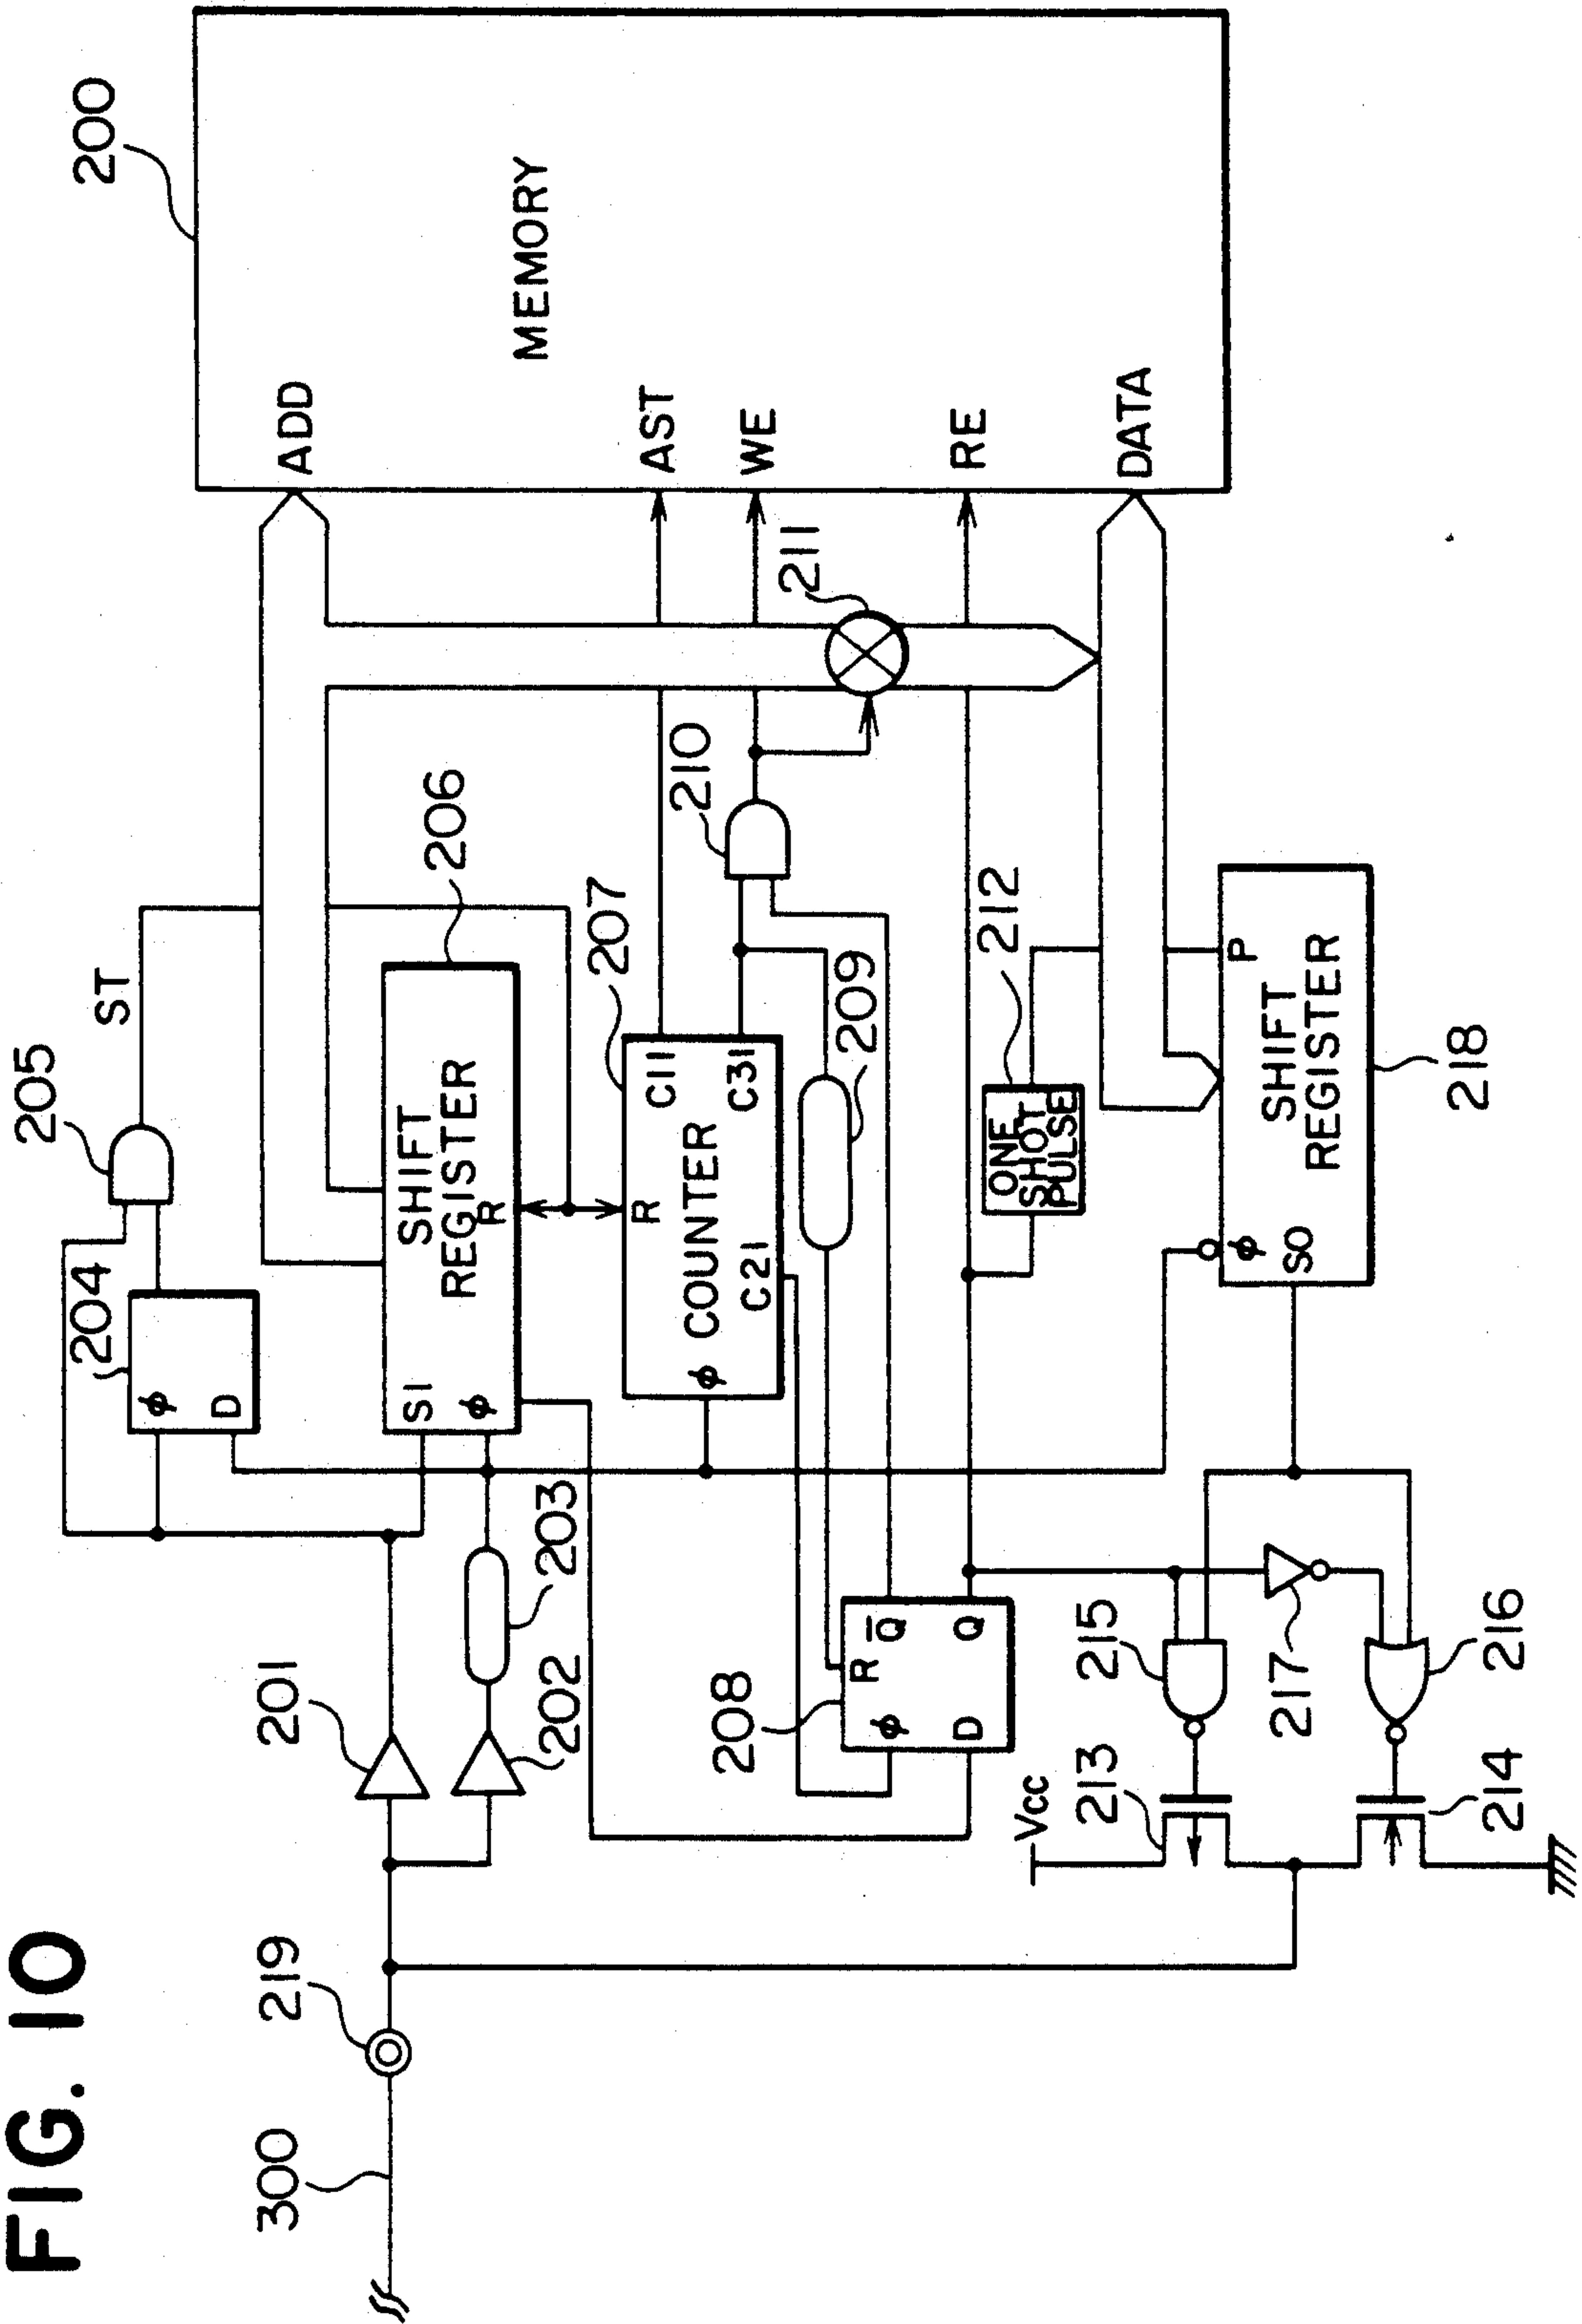 FIG. 10
300
219
201
202
203
204
φ
D
205
ST
206
SI
φ
SHIFT
REGISTER
R
207
R
φ
COUNTER
C11
C21
C31
208
φ
D
R
Q̅
Q
209
210
211
212
ONE
SHOT
PULSE
200
MEMORY
ADD
AST
WE
RE
DATA
Vcc
213
214
215
216
217
218
φ
SO
P
SHIFT
REGISTER